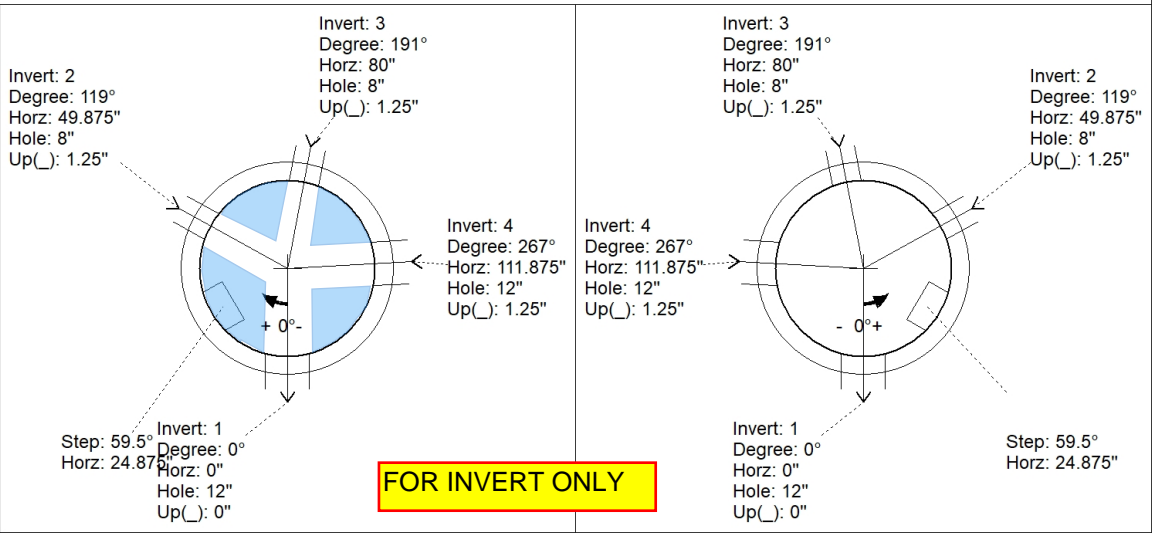 Invert: 3
Degree: 191°
Horz: 80"
Hole: 8"
Up(_): 1.25"
Invert: 2
Degree: 119°
Horz: 49.875"
Hole: 8"
Up(_): 1.25"
Invert: 4
Degree: 267°
Horz: 111.875"
Hole: 12"
Up(_): 1.25"
+ 0°-
Step: 59.5°
Horz: 24.875"
Invert: 1
Degree: 0°
Horz: 0"
Hole: 12"
Up(_): 0"
FOR INVERT ONLY
Invert: 3
Degree: 191°
Horz: 80"
Hole: 8"
Up(_): 1.25"
Invert: 2
Degree: 119°
Horz: 49.875"
Hole: 8"
Up(_): 1.25"
Invert: 4
Degree: 267°
Horz: 111.875"
Hole: 12"
Up(_): 1.25"
- 0°+
Invert: 1
Degree: 0°
Horz: 0"
Hole: 12"
Up(_): 0"
Step: 59.5°
Horz: 24.875"